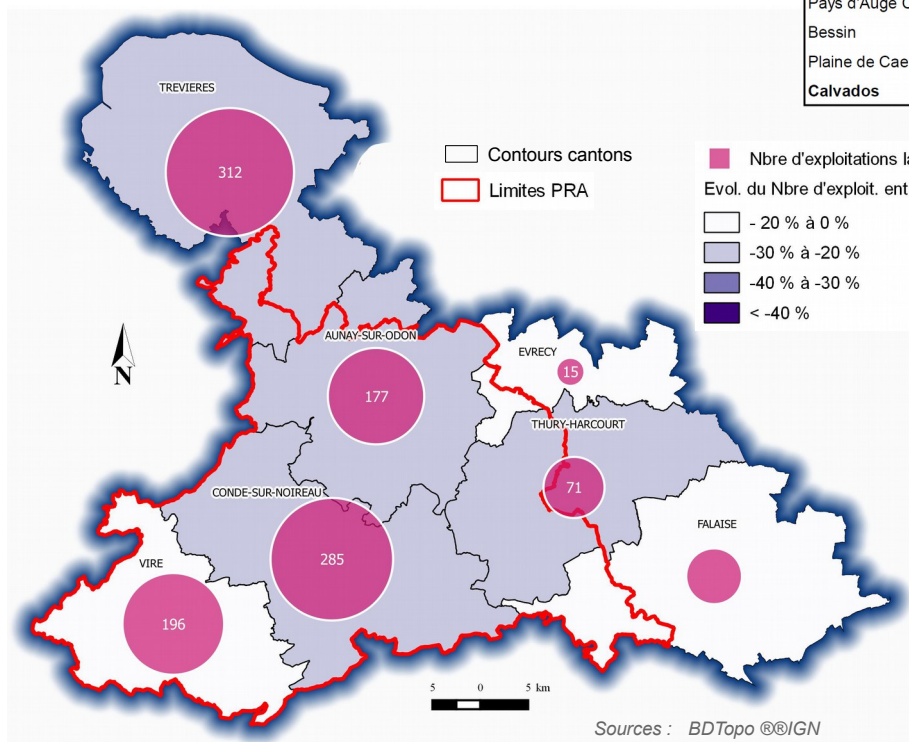 Pays d'Auge
Bessin
Plaine de Cae
Calvados
TREVIERES
312
Contours cantons
Limites PRA
Nbre d'exploitations la
Evol. du Nbre d'exploit. ent
- 20 % à 0 %
-30 % à -20 %
-40 % à -30 %
< -40 %
N
AUNAY-SUR-ODON
177
EVRECY
15
THURY-HARCOURT
71
CONDE-SUR-NOIREAU
285
FALAISE
VIRE
196
5 0 5 km
Sources : BDTopo ®®IGN